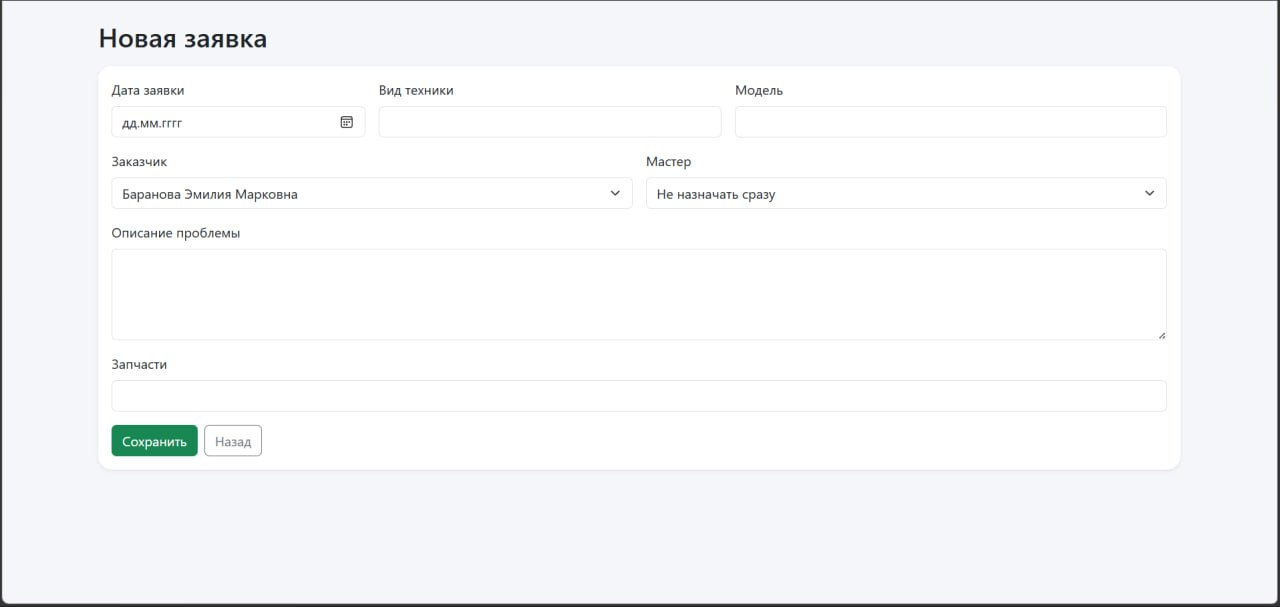 Новая заявка
Дата заявки
Вид техники
Модель
дд.мм.гггг
Заказчик
Мастер
Баранова Эмилия Марковна
Не назначать сразу
Описание проблемы
Запчасти
Сохранить
Назад